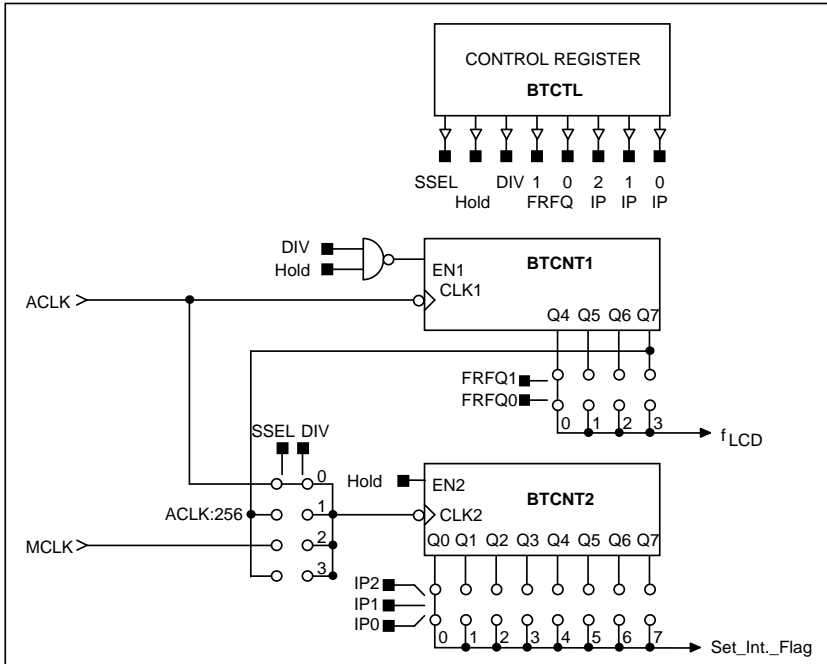 CONTROL REGISTER
BTCTL
SSEL DIV 1 0 2 1 0
Hold FRFQ IP IP IP
DIV
Hold
EN1
BTCNT1
CLK1
ACLK
Q4 Q5 Q6 Q7
FRFQ1
FRFQ0
0 1 2 3
fLCD
SSEL DIV
0
Hold
EN2
BTCNT2
ACLK:256
1
CLK2
MCLK
2
Q0 Q1 Q2 Q3 Q4 Q5 Q6 Q7
3
IP2
IP1
IP0
0 1 2 3 4 5 6 7
Set_Int._Flag